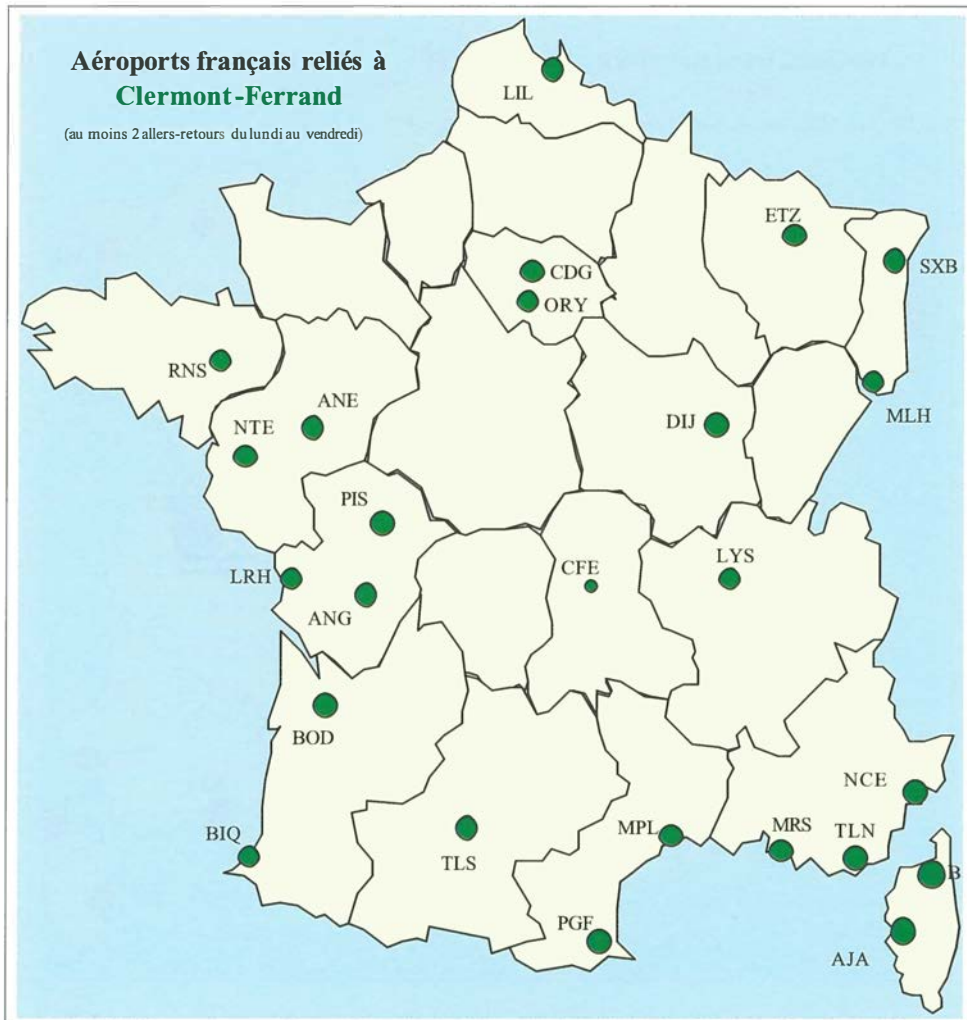 Aéroports français reliés à
Clermont-Ferrand
(au moins 2 allers-retours du lundi au vendredi)
LIL
ETZ
SXB
CDG
ORY
RNS
ANE
NTE
DIJ
MLH
PIS
LRH
ANG
CFE
LYS
BOD
NCE
BIQ
TLS
MPL
MRS
TLN
B
PGF
AJA